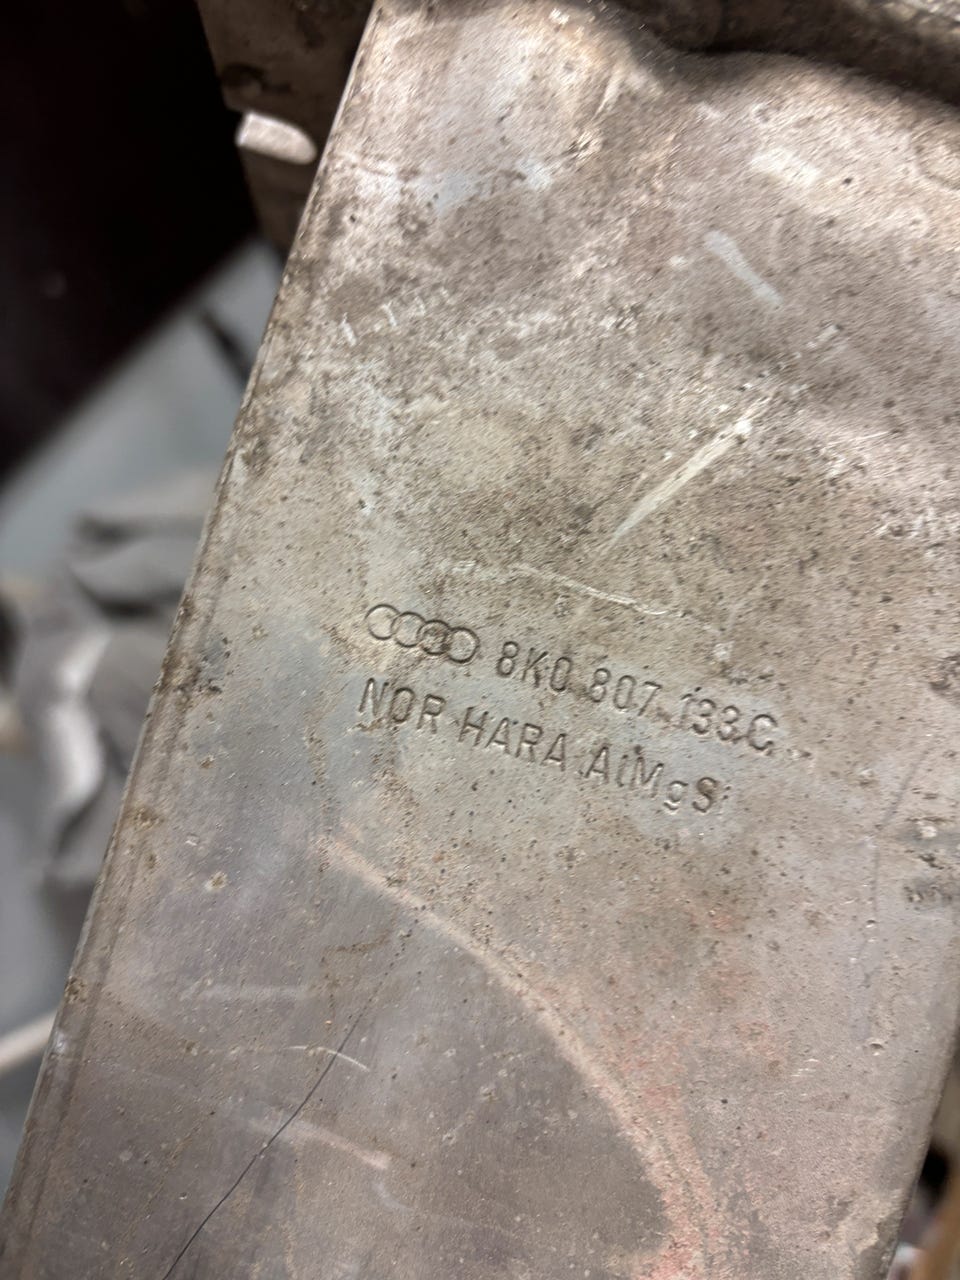 8K0.807.133.C
NOR HARA AlMgSi